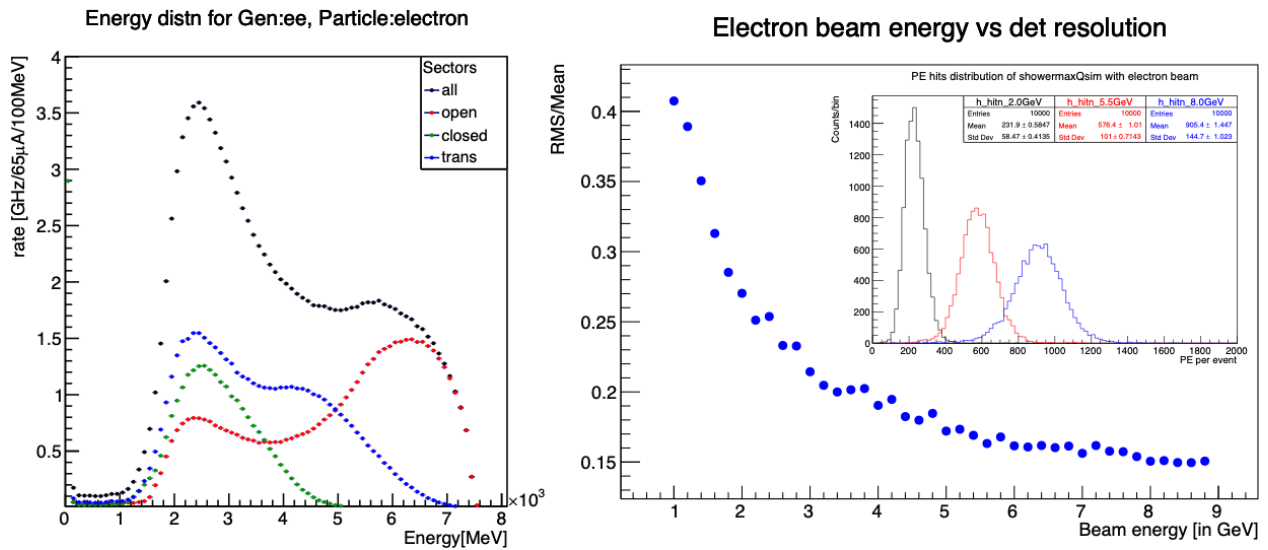 Energy distn for Gen:ee, Particle:electron
rate [GHz/65μA/100MeV]
4
3.5
3
2.5
2
1.5
1
0.5
Sectors
all
open
closed
trans
0 1 2 3 4 5 6 7 8
×10³
Energy[MeV]
Electron beam energy vs det resolution
RMS/Mean
0.4
0.35
0.3
0.25
0.2
0.15
1 2 3 4 5 6 7 8 9
Beam energy [in GeV]
PE hits distribution of showermaxQsim with electron beam
Counts/bin
1400
1200
1000
800
600
400
200
0
h_hitn_2.0GeV h_hitn_5.5GeV h_hitn_8.0GeV
Entries 10000 Entries 10000 Entries 10000
Mean 231.9 ± 0.5847 Mean 576.4 ± 1.01 Mean 905.4 ± 1.447
Std Dev 58.47 ± 0.4135 Std Dev 101 ± 0.7143 Std Dev 144.7 ± 1.023
0 200 400 600 800 1000 1200 1400 1600 1800 2000
PE per event